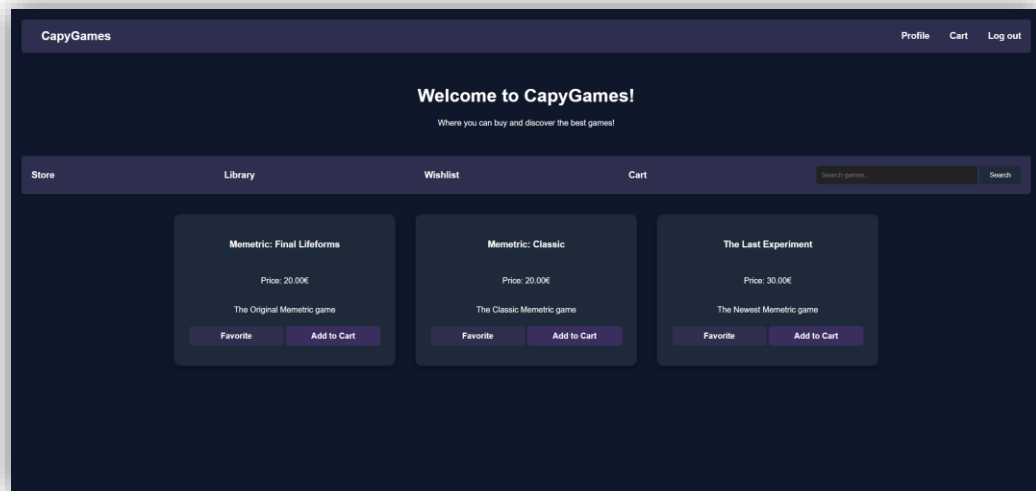 CapyGames Profile Cart Log out
Welcome to CapyGames!
Where you can buy and discover the best games!
Store Library Wishlist Cart Search games... Search
Memetric: Final Lifeforms
Price: 20.00€
The Original Memetric game
Favorite Add to Cart
Memetric: Classic
Price: 20.00€
The Classic Memetric game
Favorite Add to Cart
The Last Experiment
Price: 30.00€
The Newest Memetric game
Favorite Add to Cart